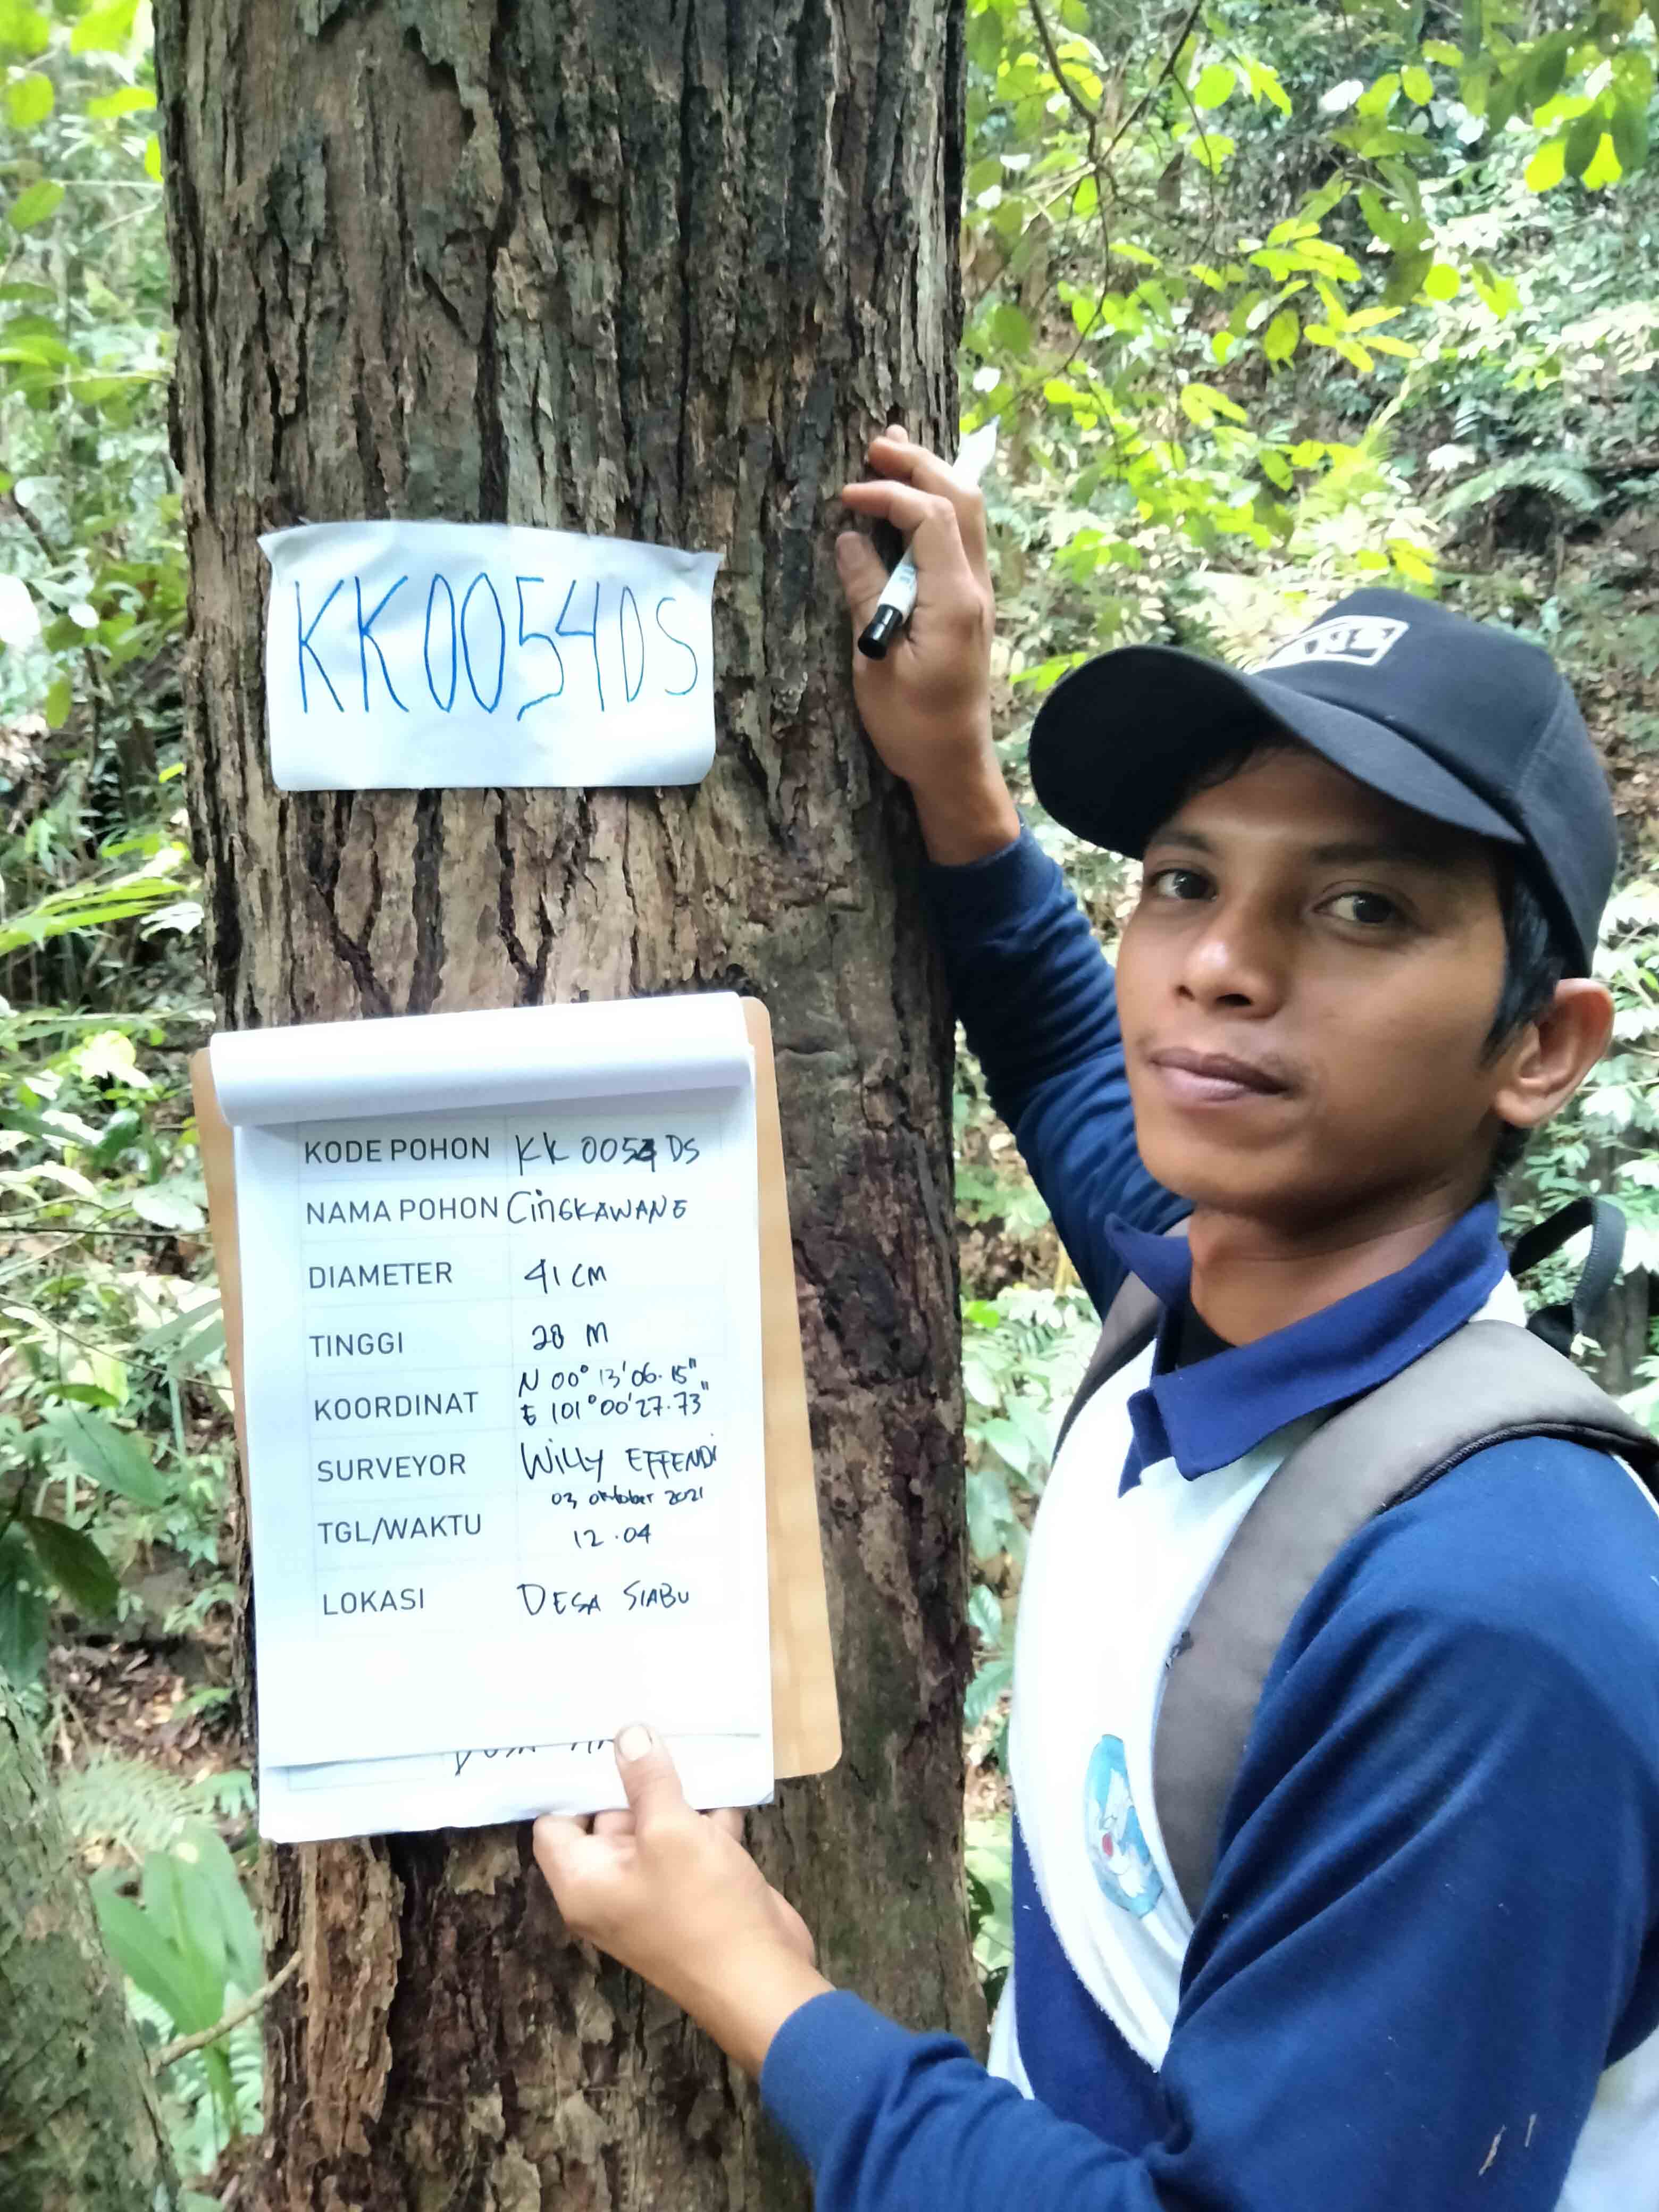 KK0054DS
KODE POHON KK 0054 DS
NAMA POHON CiNGKAWANG
DIAMETER 41 CM
TINGGI 28 M
KOORDINAT N 00° 13'06.15"
E 101°00'27.73"
SURVEYOR WiLLY EFFENDi
TGL/WAKTU 03 oktober 2021
12.04
LOKASI DESA SIABU